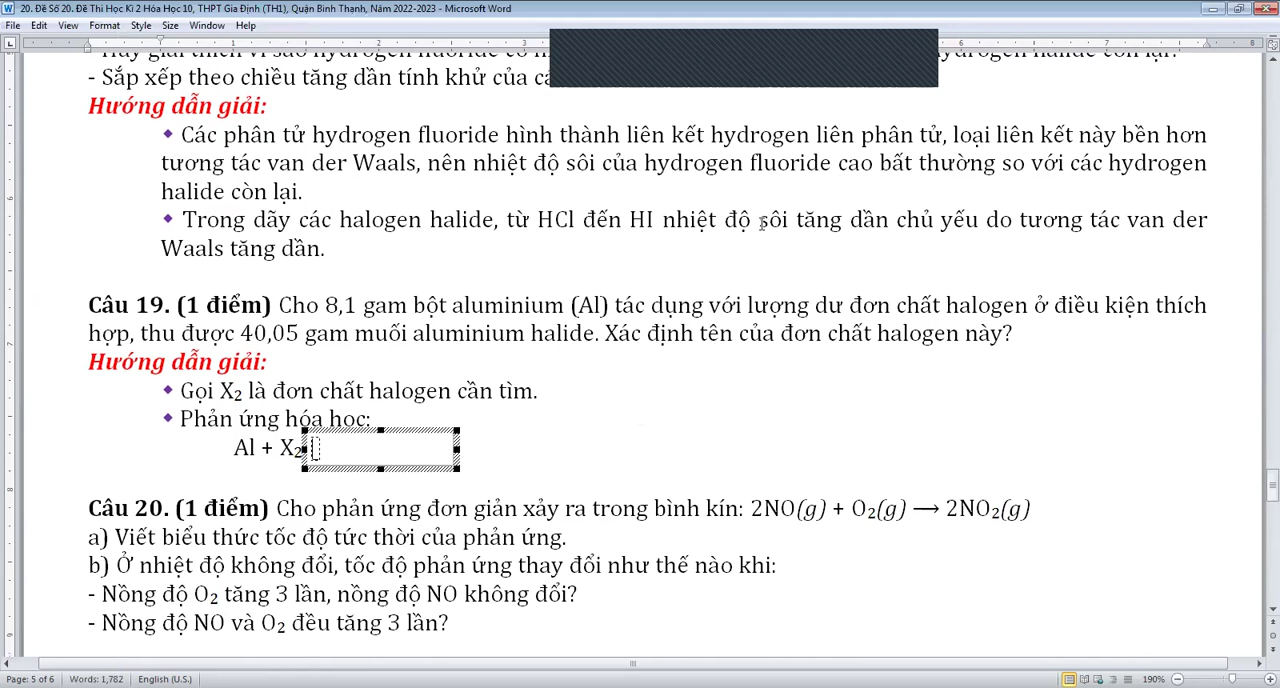 20. Đề Số 20. Đề Thi Học Kì 2 Hóa Học 10, THPT Gia Định (TH1), Quận Bình Thạnh, Năm 2022-2023 - Microsoft Word
File Edit View Format Style Size Window Help
1 2 3 6 7 8
- Sắp xếp theo chiều tăng dần tính khử của
Hướng dẫn giải:
Các phân tử hydrogen fluoride hình thành liên kết hydrogen liên phân tử, loại liên kết này bền hơn
tương tác van der Waals, nên nhiệt độ sôi của hydrogen fluoride cao bất thường so với các hydrogen
halide còn lại.
Trong dãy các halogen halide, từ HCl đến HI nhiệt độ sôi tăng dần chủ yếu do tương tác van der
Waals tăng dần.
Câu 19. (1 điểm) Cho 8,1 gam bột aluminium (Al) tác dụng với lượng dư đơn chất halogen ở điều kiện thích
hợp, thu được 40,05 gam muối aluminium halide. Xác định tên của đơn chất halogen này?
Hướng dẫn giải:
Gọi X₂ là đơn chất halogen cần tìm.
Phản ứng hóa học:
Al + X₂
Câu 20. (1 điểm) Cho phản ứng đơn giản xảy ra trong bình kín: 2NO(g) + O₂(g) ⟶ 2NO₂(g)
a) Viết biểu thức tốc độ tức thời của phản ứng.
b) Ở nhiệt độ không đổi, tốc độ phản ứng thay đổi như thế nào khi:
- Nồng độ O₂ tăng 3 lần, nồng độ NO không đổi?
- Nồng độ NO và O₂ đều tăng 3 lần?
Page: 5 of 6 Words: 1,782 English (U.S.) 190%